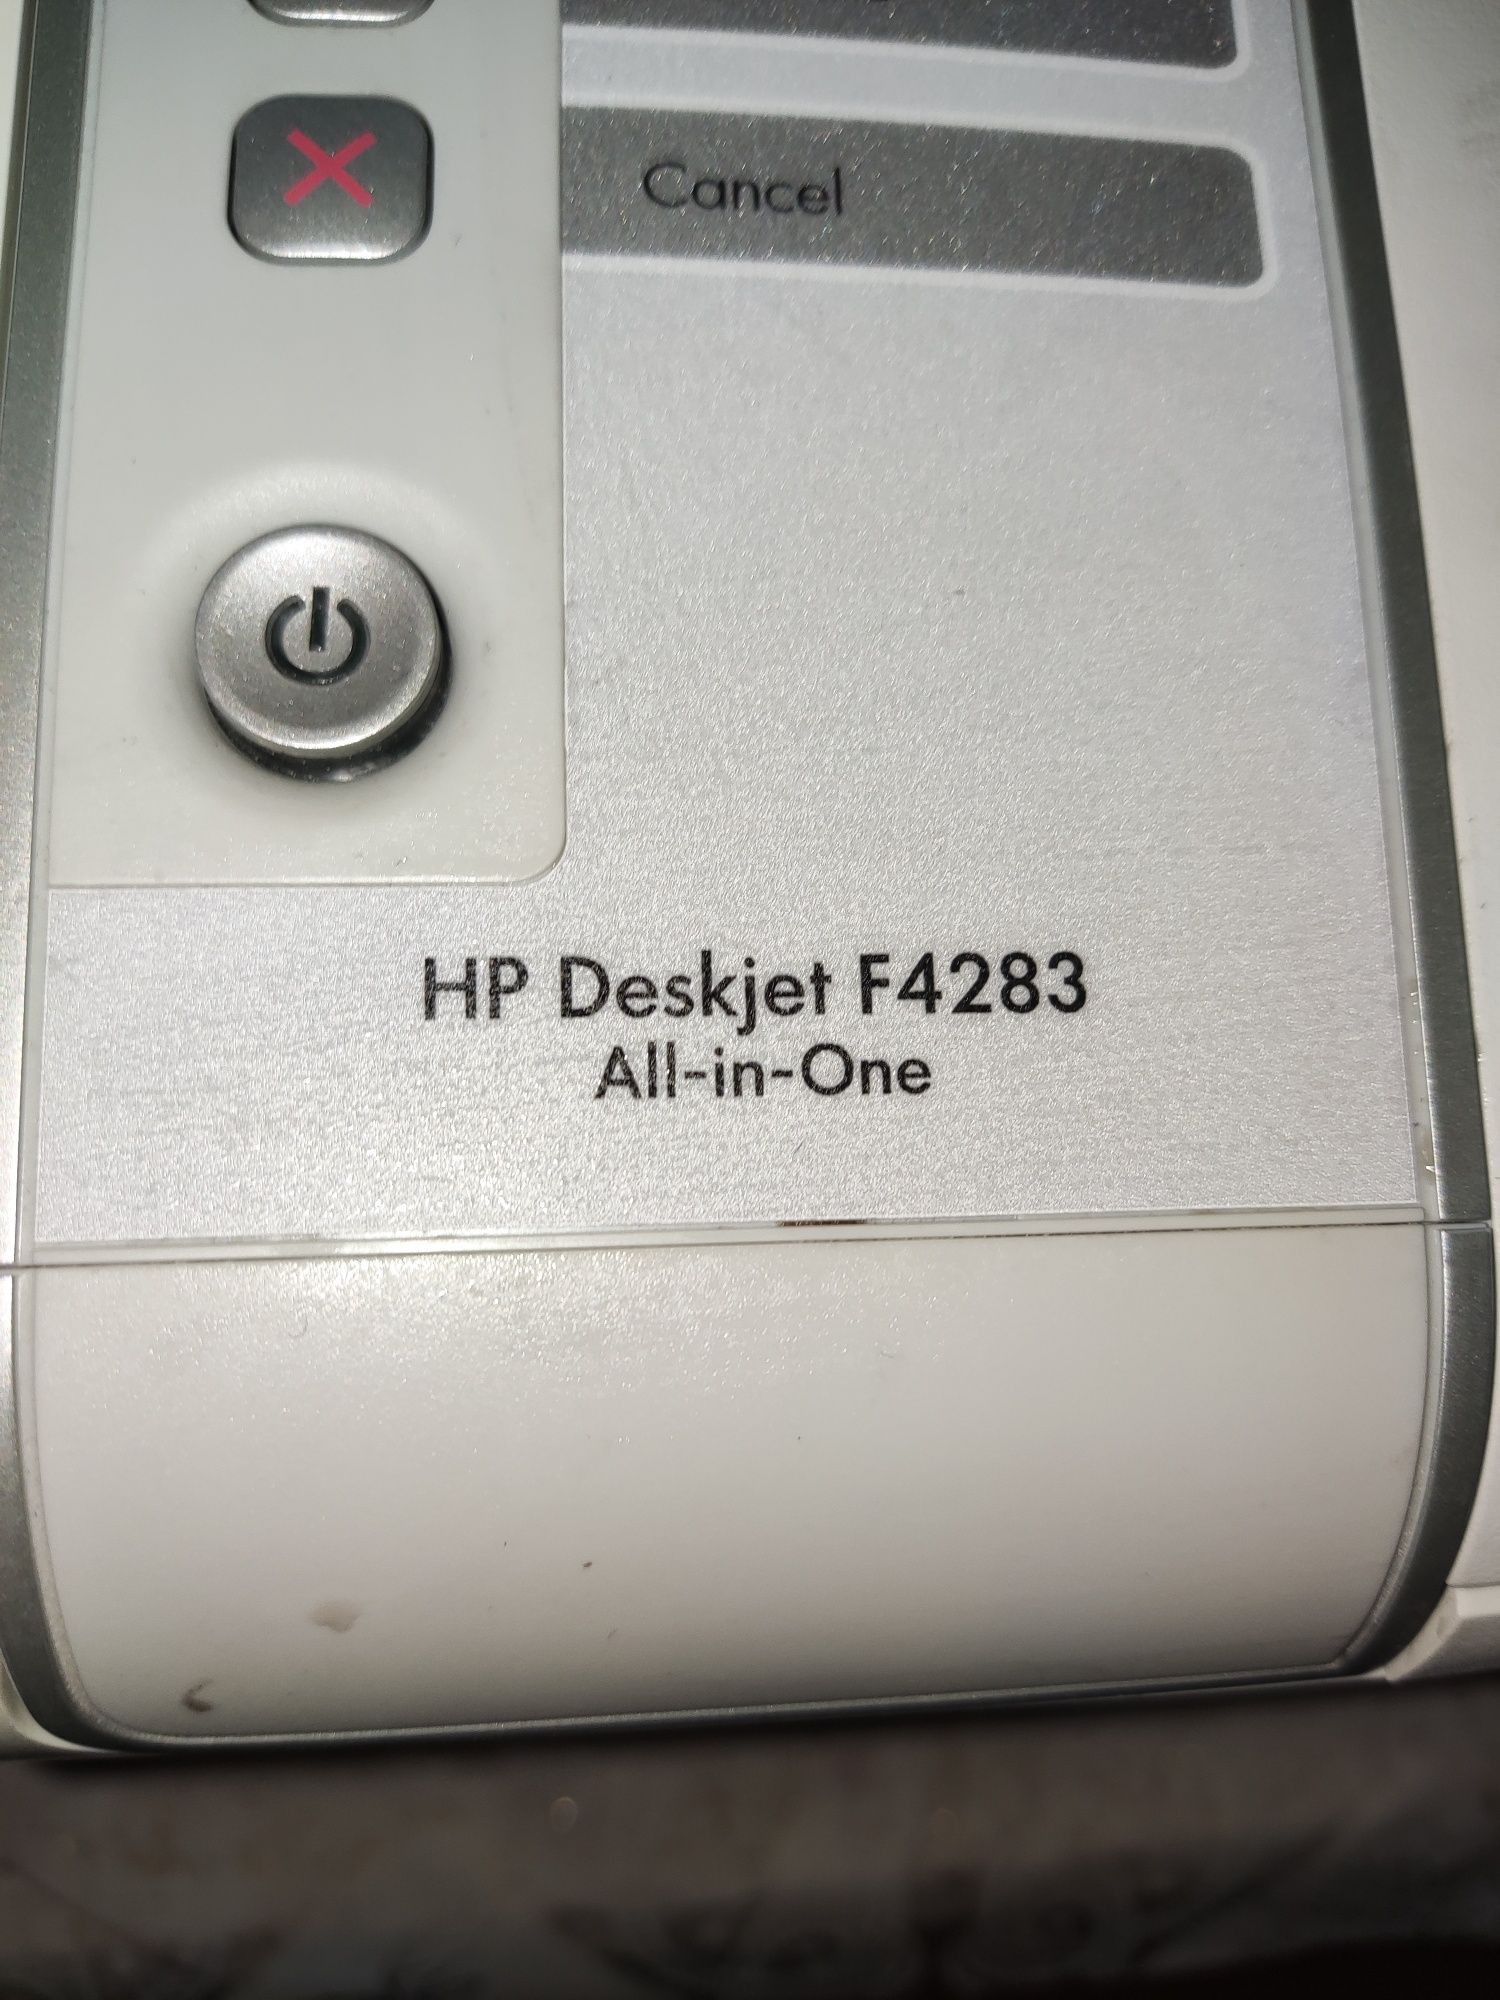 Cancel
HP Deskjet F4283
All-in-One